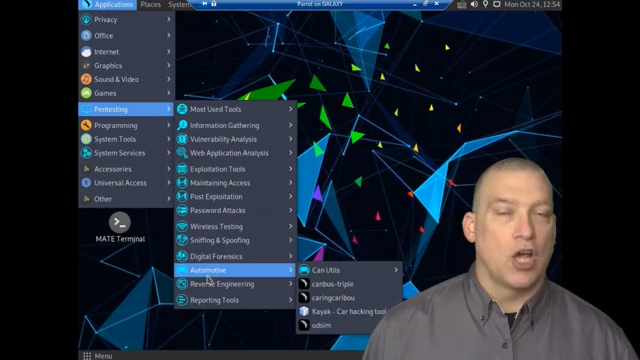 Applications Places System Parrot on GALAXY Mon Oct 24, 12:54
Privacy
Office
Internet
Graphics
Sound & Video
Games
Pentesting
Programming
System Tools
System Services
Accessories
Universal Access
Other
Most Used Tools
Information Gathering
Vulnerability Analysis
Web Application Analysis
Exploitation Tools
Maintaining Access
Post Exploitation
Password Attacks
Wireless Testing
Sniffing & Spoofing
Digital Forensics
Automotive
Reverse Engineering
Reporting Tools
Can Utils
canbus-triple
caringcaribou
Kayak - Car hacking tool
udsim
MATE Terminal
Menu